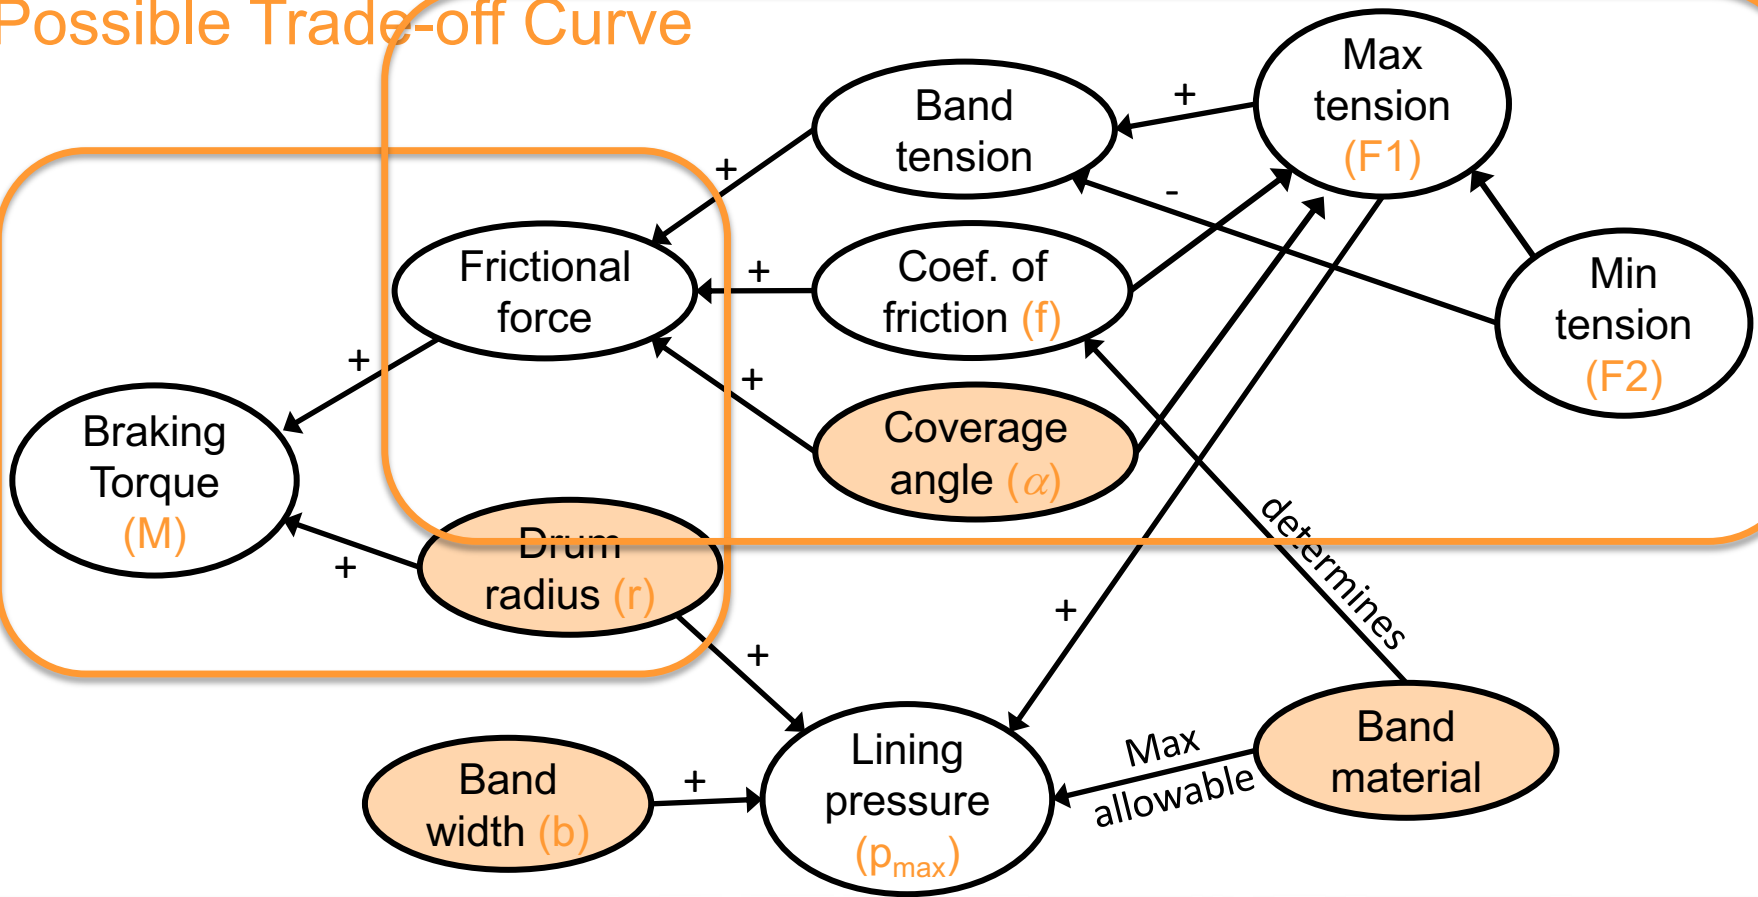 Possible Trade-off Curve
Max
tension
(F1)
+
Band
tension
+
-
Frictional
force
+
Coef. of
friction (f)
Min
tension
(F2)
+
+
Coverage
angle (α)
Braking
Torque
(M)
determines
+
Drum
radius (r)
+
+
Band
width (b)
+
Lining
pressure
(pmax)
Max
allowable
Band
material